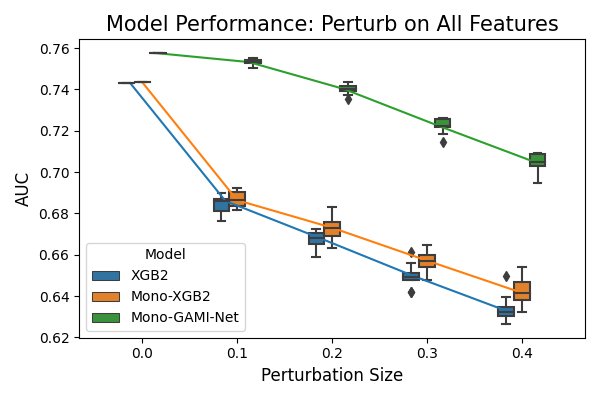 Model Performance: Perturb on All Features
AUC
0.76
0.74
0.72
0.70
0.68
0.66
0.64
0.62
Model
XGB2
Mono-XGB2
Mono-GAMI-Net
0.0 0.1 0.2 0.3 0.4
Perturbation Size